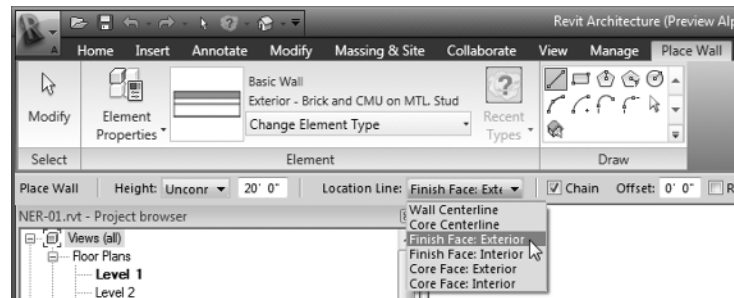 Revit Architecture (Preview Alp
A Home Insert Annotate Modify Massing & Site Collaborate View Manage Place Wall
Basic Wall
Exterior - Brick and CMU on MTL. Stud
Modify Element Properties Change Element Type Recent Types
Select Element Draw
Place Wall Height: Unconr 20' 0" Location Line: Finish Face: Exte Chain Offset: 0' 0" R
NER-01.rvt - Project browser
Wall Centerline
Core Centerline
Finish Face: Exterior
Finish Face: Interior
Core Face: Exterior
Core Face: Interior
Views (all)
Floor Plans
Level 1
Level 2